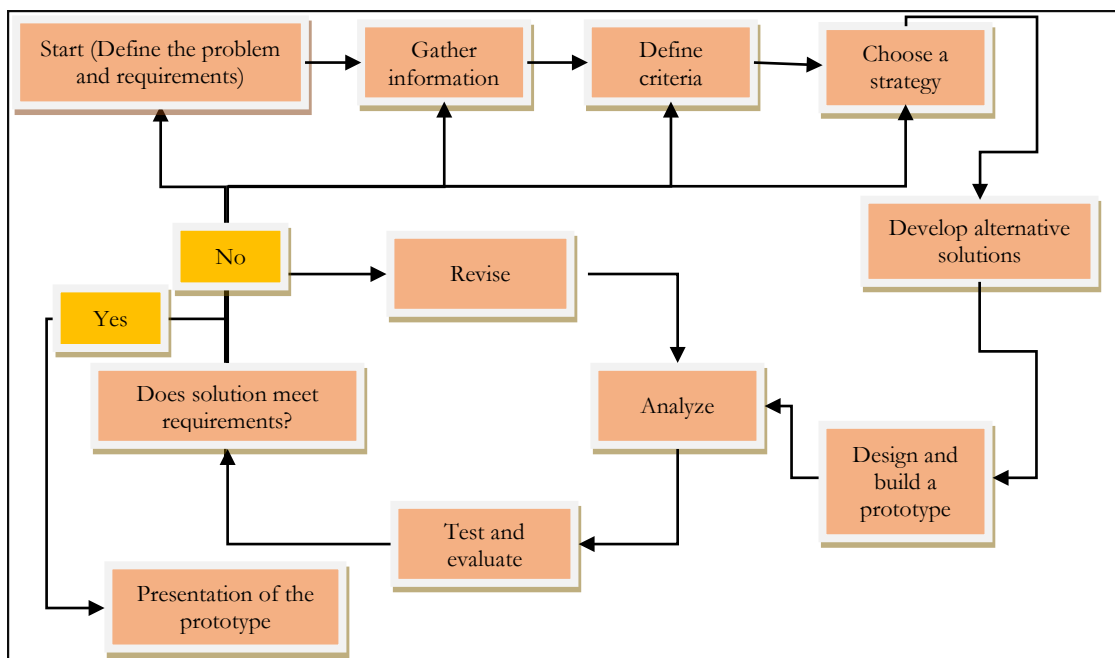 Start (Define the problem
and requirements)
Gather
information
Define
criteria
Choose a
strategy
Develop alternative
solutions
No
Revise
Yes
Does solution meet
requirements?
Analyze
Design and
build a
prototype
Test and
evaluate
Presentation of the
prototype